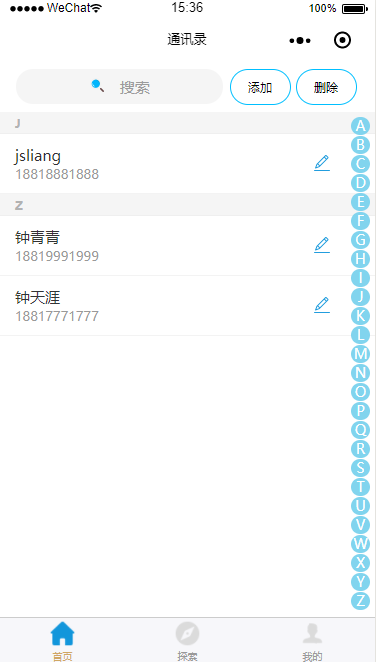 WeChat 15:36 100%
通讯录
搜索 添加 删除
J
jsliang
18818881888
Z
钟青青
18819991999
钟天涯
18817771777
A
B
C
D
E
F
G
H
I
J
K
L
M
N
O
P
Q
R
S
T
U
V
W
X
Y
Z
首页 探索 我的